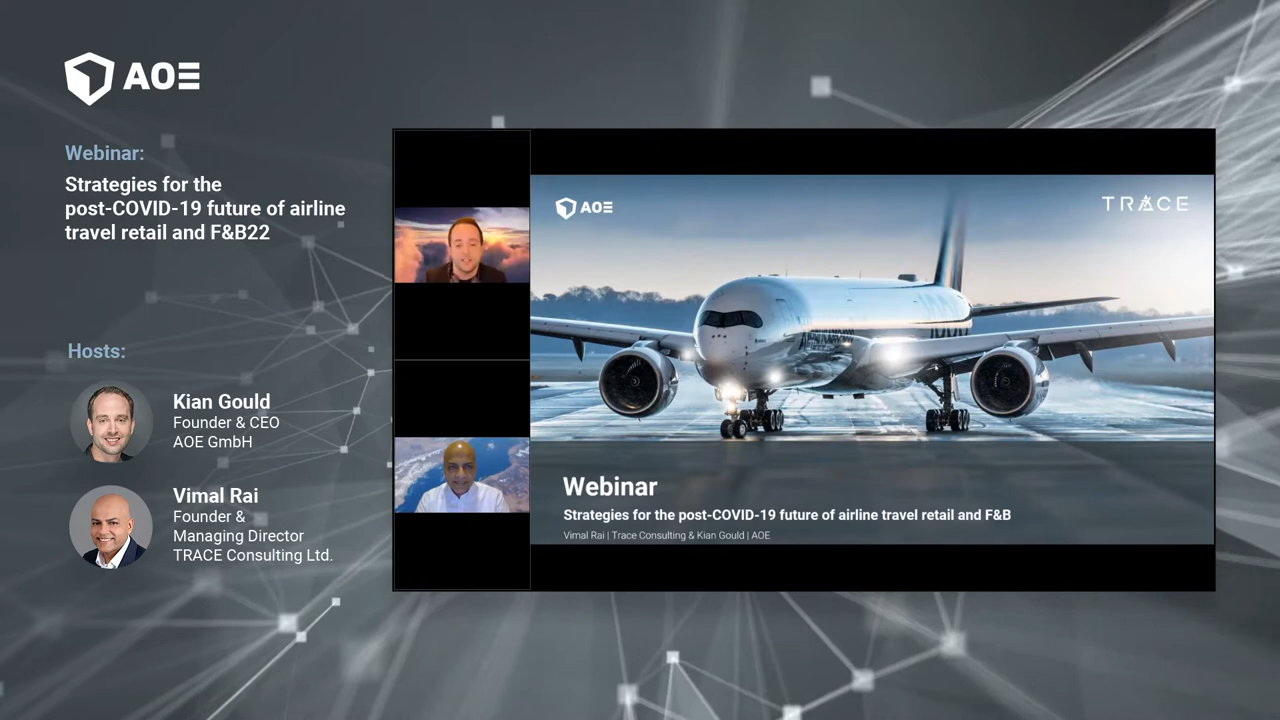 AOE
Webinar:
Strategies for the
post-COVID-19 future of airline
travel retail and F&B22
Hosts:
Kian Gould
Founder & CEO
AOE GmbH
Vimal Rai
Founder &
Managing Director
TRACE Consulting Ltd.
AOE
TRACE
Webinar
Strategies for the post-COVID-19 future of airline travel retail and F&B
Vimal Rai | Trace Consulting & Kian Gould | AOE